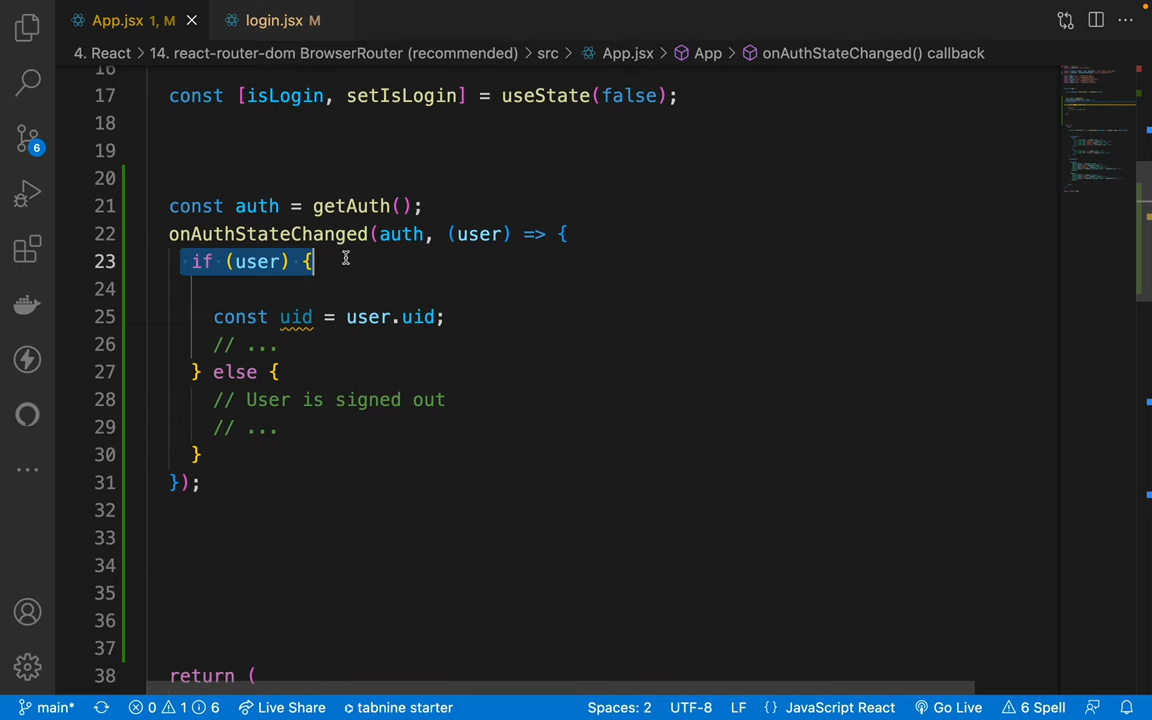 App.jsx 1, M
login.jsx M
4. React > 14. react-router-dom BrowserRouter (recommended) > src > App.jsx > App > onAuthStateChanged() callback
16
17 const [isLogin, setIsLogin] = useState(false);
18
19
20
21 const auth = getAuth();
22 onAuthStateChanged(auth, (user) => {
23 if (user) {
24
25 const uid = user.uid;
26 // ...
27 } else {
28 // User is signed out
29 // ...
30 }
31 });
32
33
34
35
36
37
38 return (
6
main* 0 1 6 Live Share tabnine starter Spaces: 2 UTF-8 LF {} JavaScript React Go Live 6 Spell